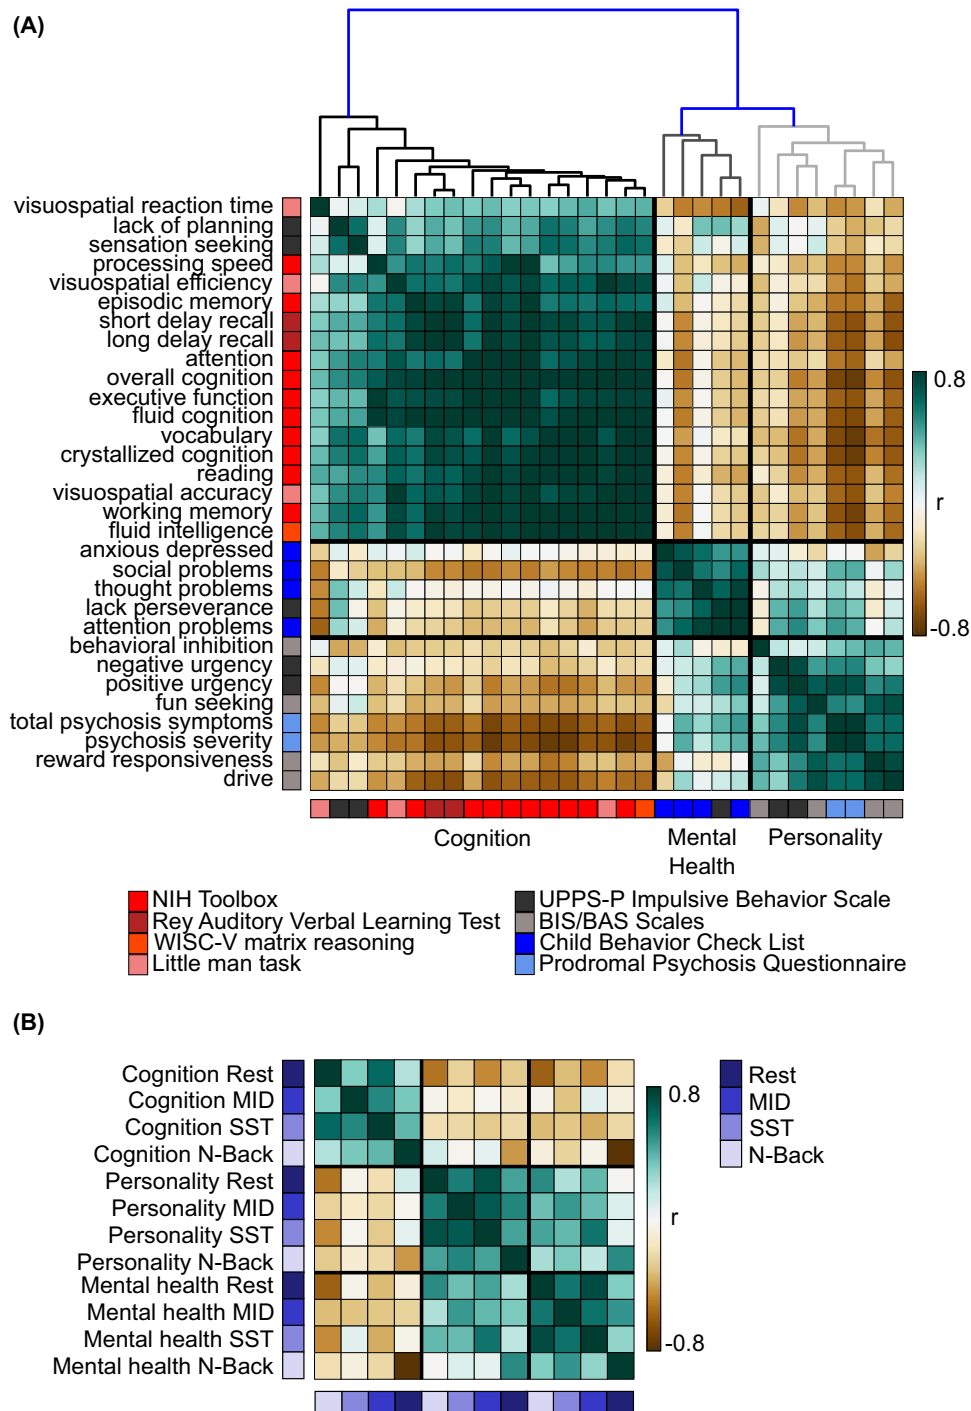 (A)
visuospatial reaction time
lack of planning
sensation seeking
processing speed
visuospatial efficiency
episodic memory
short delay recall
long delay recall
attention
overall cognition
executive function
fluid cognition
vocabulary
crystallized cognition
reading
visuospatial accuracy
working memory
fluid intelligence
anxious depressed
social problems
thought problems
lack perseverance
attention problems
behavioral inhibition
negative urgency
positive urgency
fun seeking
total psychosis symptoms
psychosis severity
reward responsiveness
drive
0.8
r
-0.8
Cognition
Mental
Health
Personality
NIH Toolbox
Rey Auditory Verbal Learning Test
WISC-V matrix reasoning
Little man task
UPPS-P Impulsive Behavior Scale
BIS/BAS Scales
Child Behavior Check List
Prodromal Psychosis Questionnaire
(B)
Cognition Rest
Cognition MID
Cognition SST
Cognition N-Back
Personality Rest
Personality MID
Personality SST
Personality N-Back
Mental health Rest
Mental health MID
Mental health SST
Mental health N-Back
0.8
r
-0.8
Rest
MID
SST
N-Back